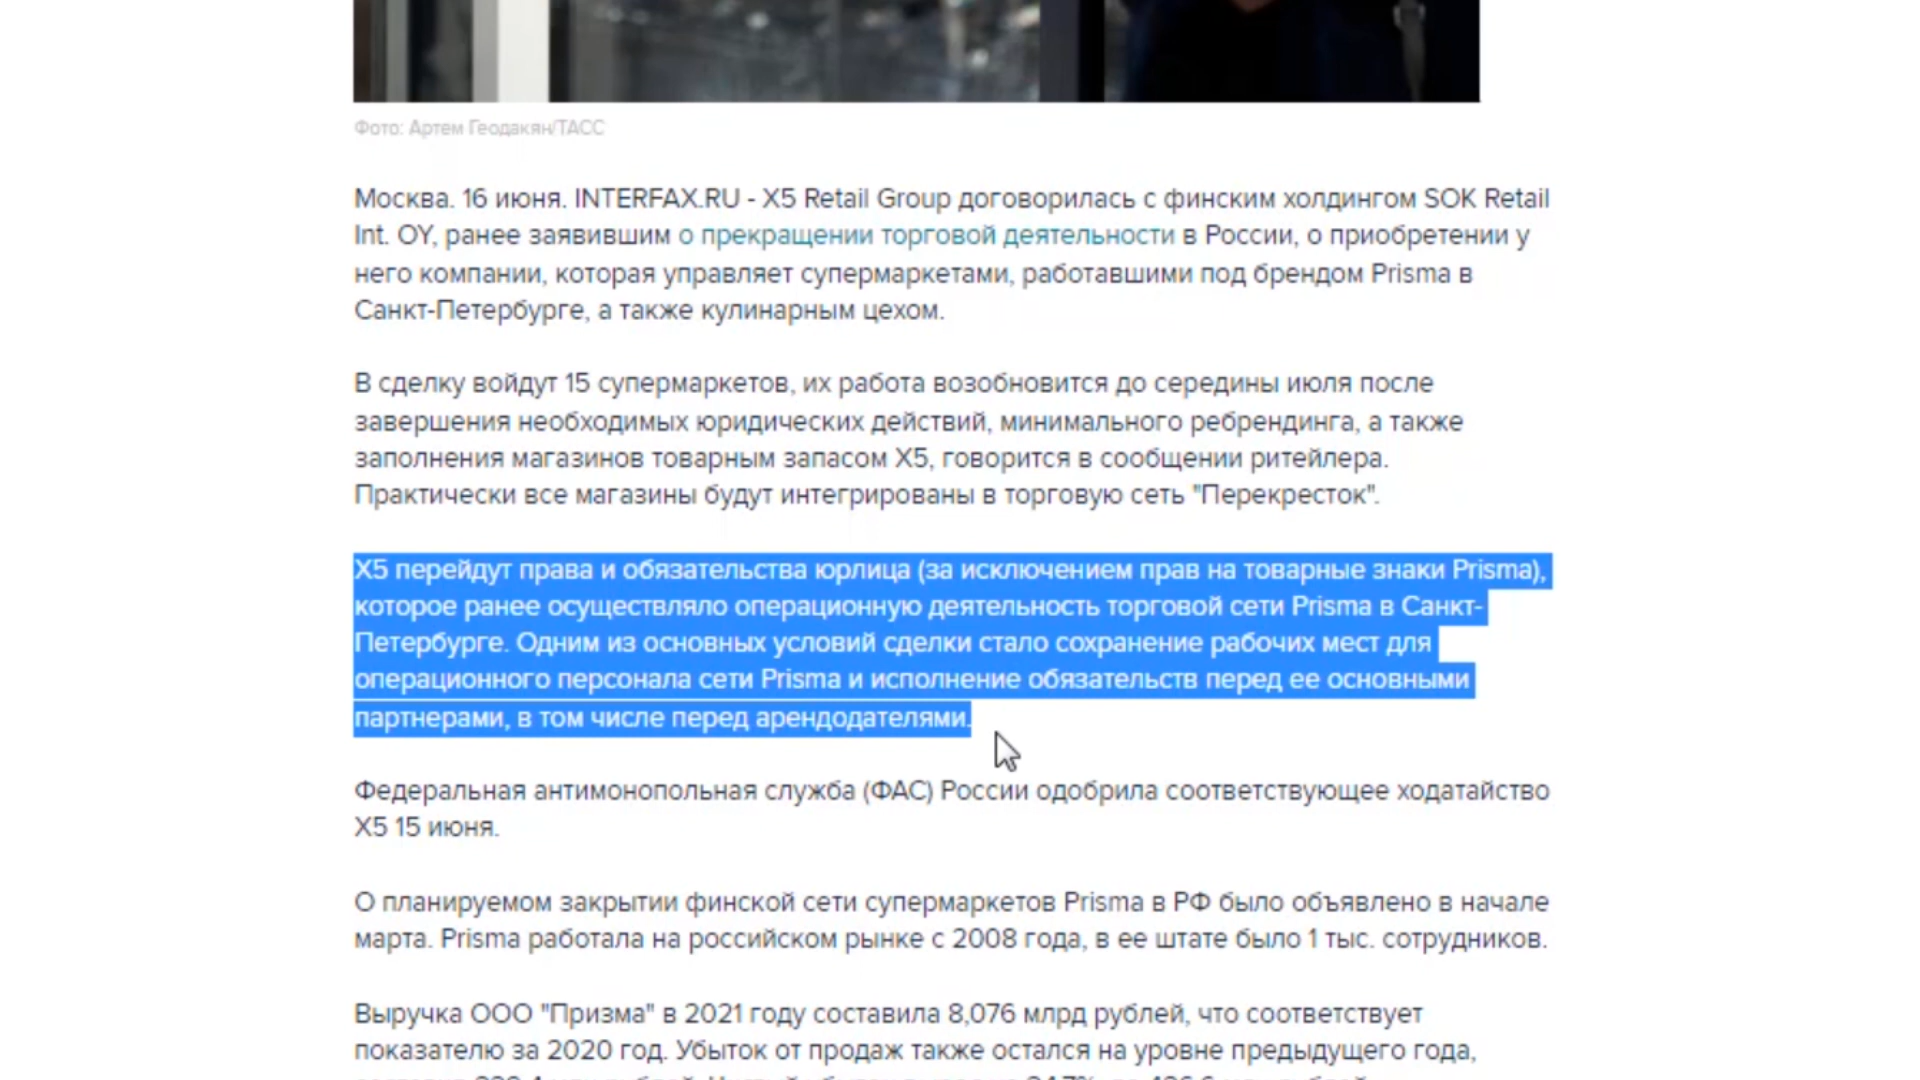 Фото: Артем Геодакян/ТАСС
Москва. 16 июня. INTERFAX.RU - X5 Retail Group договорилась с финским холдингом SOK Retail
Int. OY, ранее заявившим о прекращении торговой деятельности в России, о приобретении у
него компании, которая управляет супермаркетами, работавшими под брендом Prisma в
Санкт-Петербурге, а также кулинарным цехом.
В сделку войдут 15 супермаркетов, их работа возобновится до середины июля после
завершения необходимых юридических действий, минимального ребрендинга, а также
заполнения магазинов товарным запасом X5, говорится в сообщении ритейлера.
Практически все магазины будут интегрированы в торговую сеть "Перекресток".
X5 перейдут права и обязательства юрлица (за исключением прав на товарные знаки Prisma),
которое ранее осуществляло операционную деятельность торговой сети Prisma в Санкт-
Петербурге. Одним из основных условий сделки стало сохранение рабочих мест для
операционного персонала сети Prisma и исполнение обязательств перед ее основными
партнерами, в том числе перед арендодателями.
Федеральная антимонопольная служба (ФАС) России одобрила соответствующее ходатайство
X5 15 июня.
О планируемом закрытии финской сети супермаркетов Prisma в РФ было объявлено в начале
марта. Prisma работала на российском рынке с 2008 года, в ее штате было 1 тыс. сотрудников.
Выручка ООО "Призма" в 2021 году составила 8,076 млрд рублей, что соответствует
показателю за 2020 год. Убыток от продаж также остался на уровне предыдущего года,